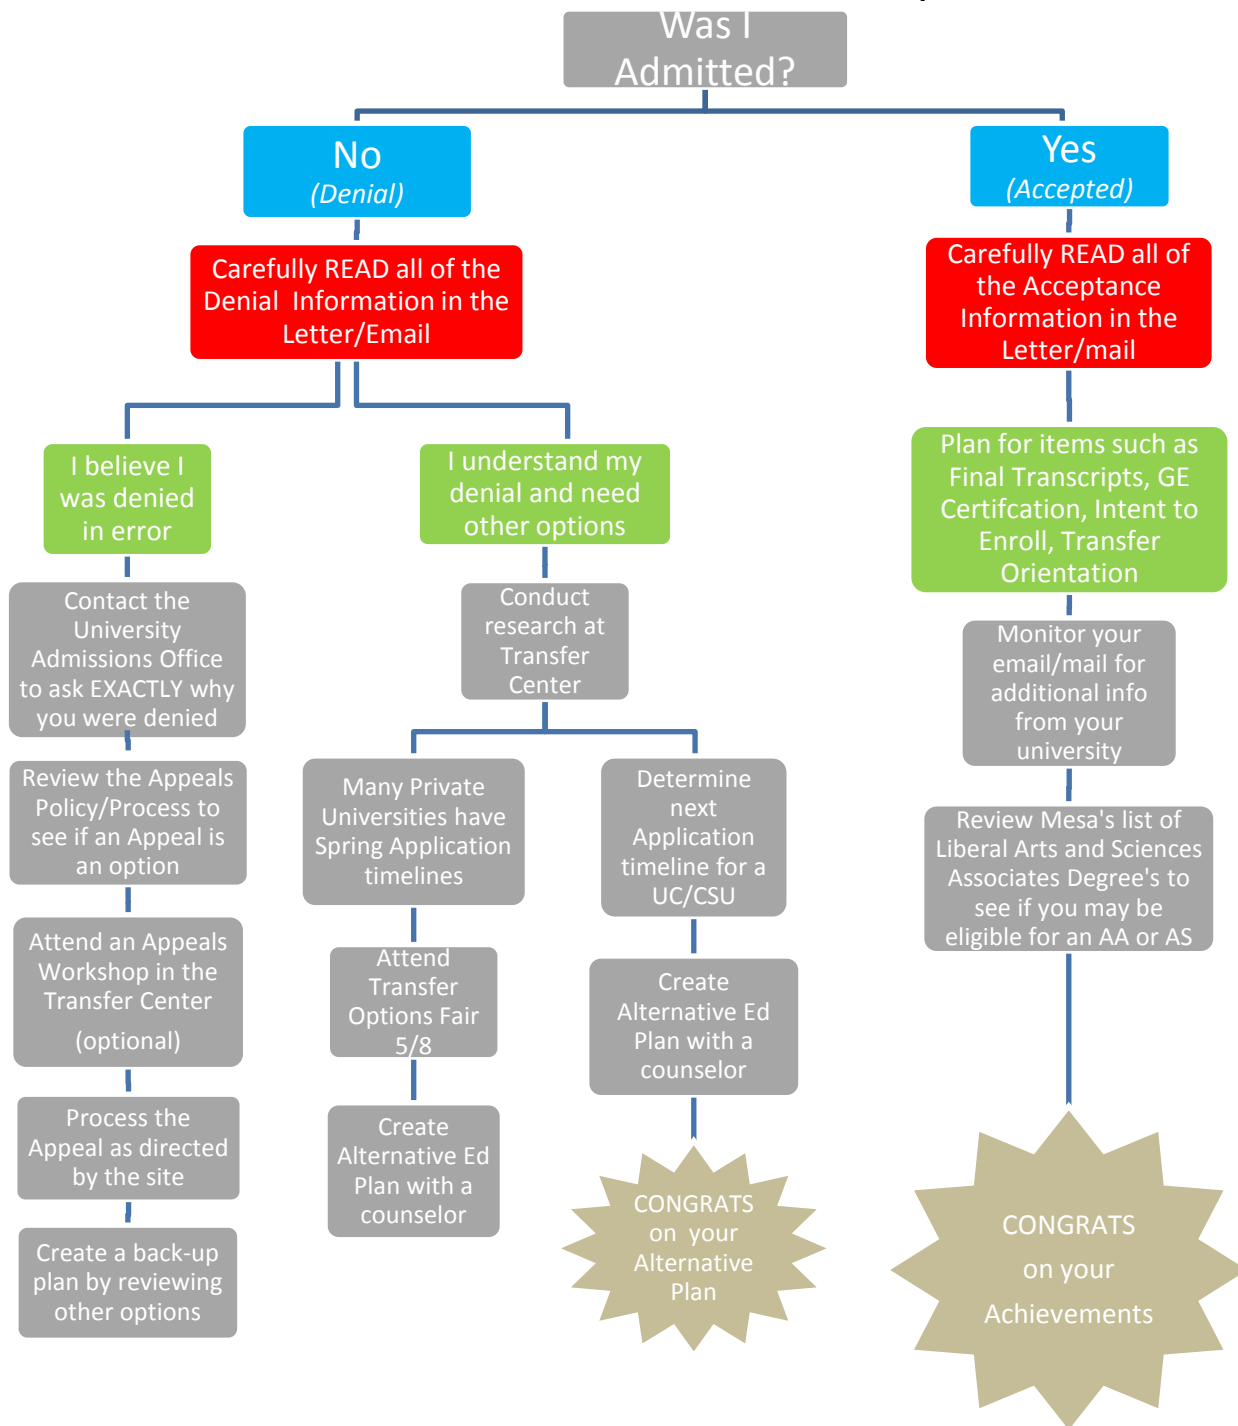 Was I
Admitted?
No
(Denial)
Yes
(Accepted)
Carefully READ all of the
Denial  Information in the
Letter/Email
Carefully READ all of
the Acceptance
Information in the
Letter/mail
I believe I
was denied
in error
I understand my
denial and need
other options
Plan for items such as
Final Transcripts, GE
Certifcation, Intent to
Enroll, Transfer
Orientation
Contact the
University
Admissions Office
to ask EXACTLY why
you were denied
Conduct
research at
Transfer
Center
Monitor your
email/mail for
additional info
from your
university
Review the Appeals
Policy/Process to
see if an Appeal is
an option
Many Private
Universities have
Spring Application
timelines
Determine
next
Application
timeline for a
UC/CSU
Review Mesa's list of
Liberal Arts and Sciences
Associates Degree's to
see if you may be
eligible for an AA or AS
Attend an Appeals
Workshop in the
Transfer Center
(optional)
Attend
Transfer
Options Fair
5/8
Create
Alternative Ed
Plan with a
counselor
Process the
Appeal as directed
by the site
Create
Alternative Ed
Plan with a
counselor
CONGRATS
on  your
Alternative
Plan
CONGRATS
on your
Achievements
Create a back-up
plan by reviewing
other options